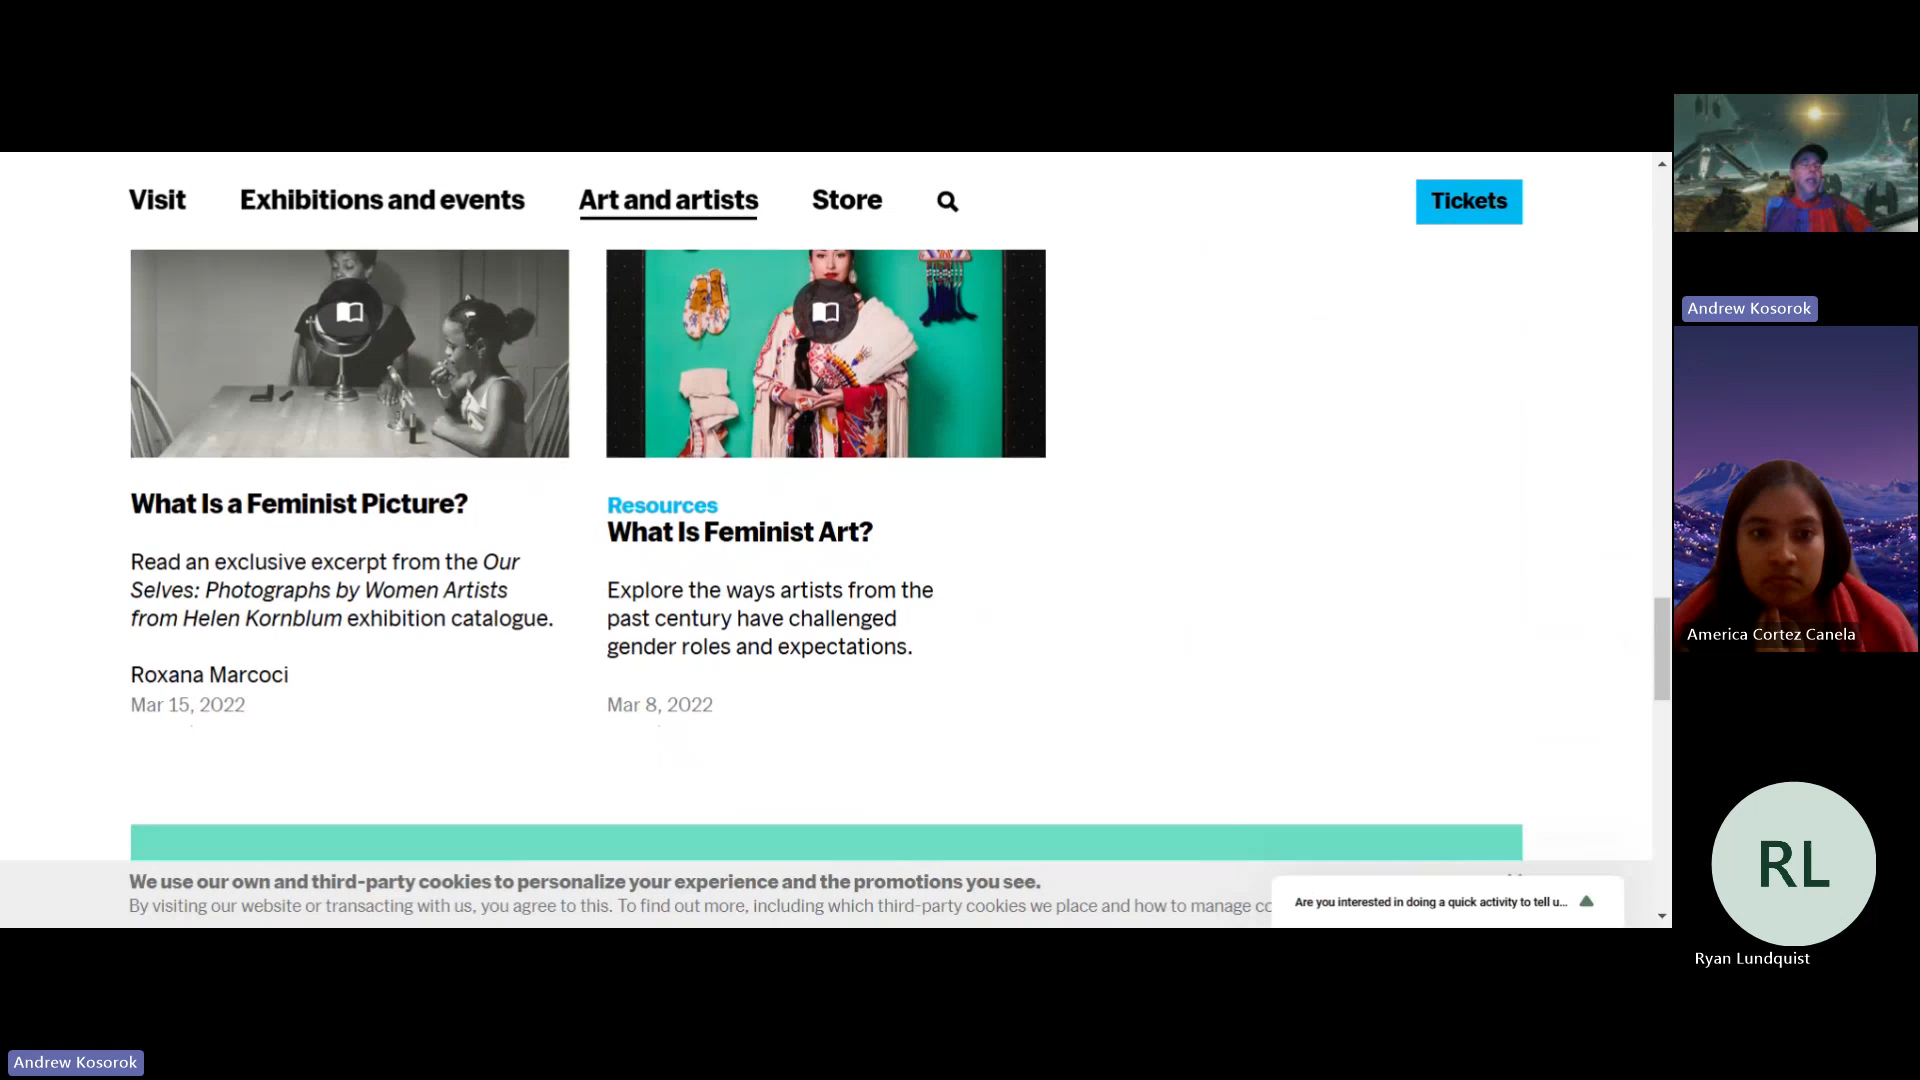 Visit Exhibitions and events Art and artists Store Tickets
What Is a Feminist Picture?
Read an exclusive excerpt from the Our
Selves: Photographs by Women Artists
from Helen Kornblum exhibition catalogue.
Roxana Marcoci
Mar 15, 2022
Resources
What Is Feminist Art?
Explore the ways artists from the
past century have challenged
gender roles and expectations.
Mar 8, 2022
We use our own and third-party cookies to personalize your experience and the promotions you see.
By visiting our website or transacting with us, you agree to this. To find out more, including which third-party cookies we place and how to manage co
Are you interested in doing a quick activity to tell u...
Andrew Kosorok
America Cortez Canela
RL
Ryan Lundquist
Andrew Kosorok